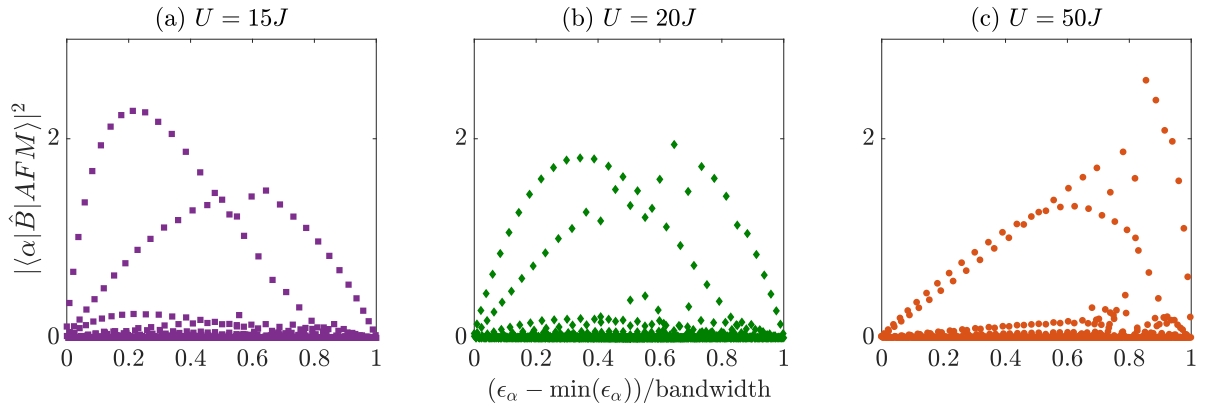 (a) U = 15J
(b) U = 20J
(c) U = 50J
|⟨α|B̂|AFM⟩|²
2
0
0 0.2 0.4 0.6 0.8 1
2
0
0 0.2 0.4 0.6 0.8 1
2
0
0 0.2 0.4 0.6 0.8 1
(ϵα − min(ϵα))/bandwidth